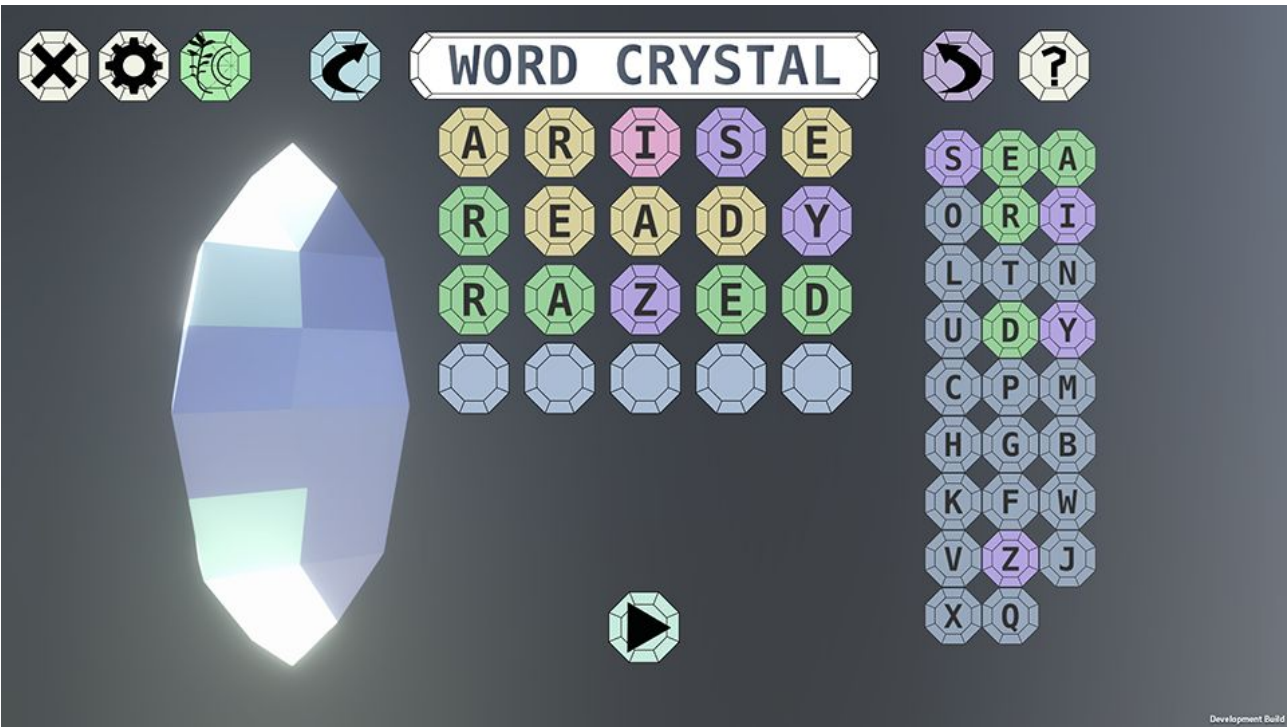 ?
WORD CRYSTAL
A R I S E
R E A D Y
R A Z E D
S E A
O R I
L T N
U D Y
C P M
H G B
K F W
V Z J
X Q
Development Build